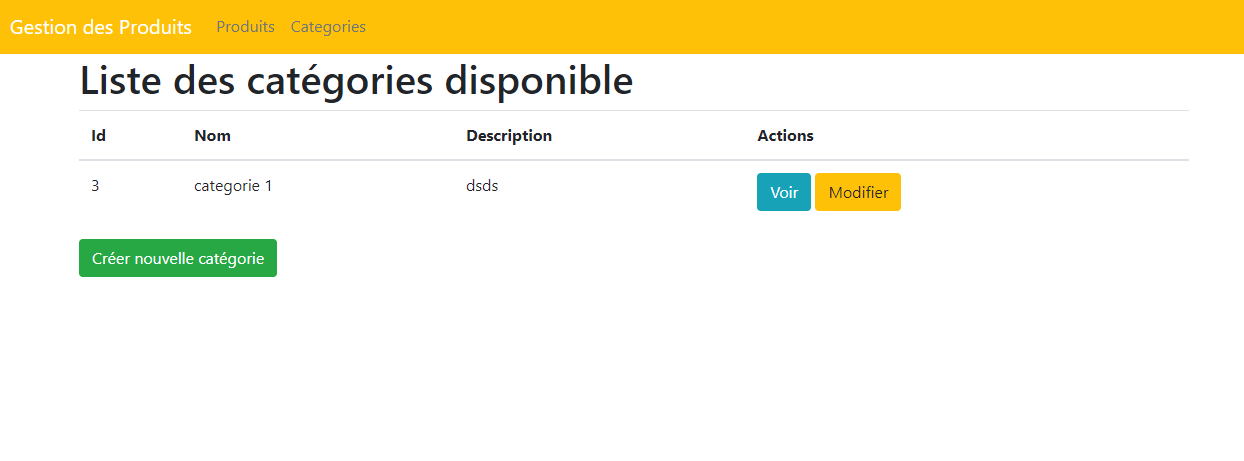 Gestion des Produits Produits Categories
Liste des catégories disponible
Id Nom Description Actions
3 categorie 1 dsds Voir Modifier
Créer nouvelle catégorie